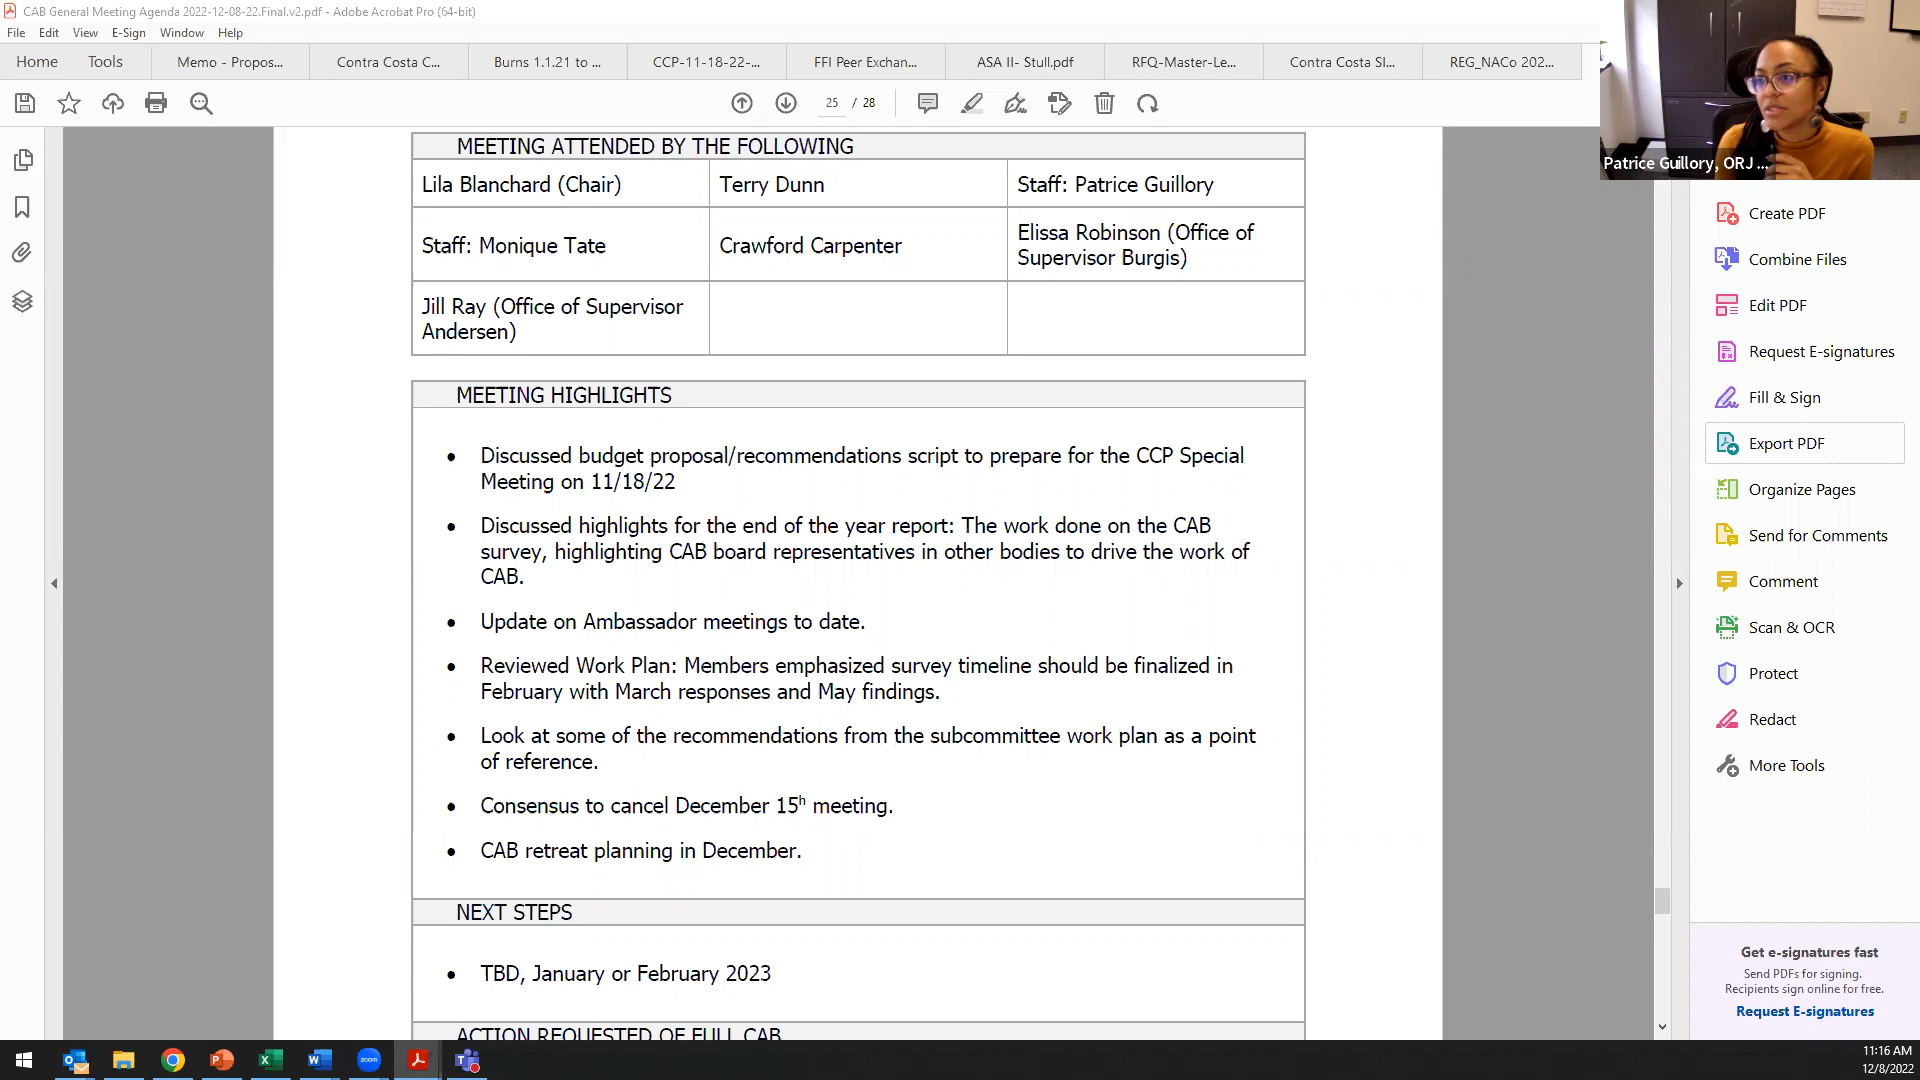 CAB General Meeting Agenda 2022-12-08-22.Final.v2.pdf - Adobe Acrobat Pro (64-bit)
File Edit View E-Sign Window Help
Home Tools Memo - Propos... Contra Costa C... Burns 1.1.21 to ... CCP-11-18-22-... FFI Peer Exchan... ASA II- Stull.pdf RFQ-Master-Le... Contra Costa Sl... REG_NACo 202...
25 / 28
Patrice Guillory, ORJ ...
MEETING ATTENDED BY THE FOLLOWING
Lila Blanchard (Chair) Terry Dunn Staff: Patrice Guillory
Staff: Monique Tate Crawford Carpenter Elissa Robinson (Office of
Supervisor Burgis)
Jill Ray (Office of Supervisor
Andersen)
MEETING HIGHLIGHTS
• Discussed budget proposal/recommendations script to prepare for the CCP Special
Meeting on 11/18/22
• Discussed highlights for the end of the year report: The work done on the CAB
survey, highlighting CAB board representatives in other bodies to drive the work of
CAB.
• Update on Ambassador meetings to date.
• Reviewed Work Plan: Members emphasized survey timeline should be finalized in
February with March responses and May findings.
• Look at some of the recommendations from the subcommittee work plan as a point
of reference.
• Consensus to cancel December 15h meeting.
• CAB retreat planning in December.
NEXT STEPS
• TBD, January or February 2023
ACTION REQUESTED OF FULL CAB
Create PDF
Combine Files
Edit PDF
Request E-signatures
Fill & Sign
Export PDF
Organize Pages
Send for Comments
Comment
Scan & OCR
Protect
Redact
More Tools
Get e-signatures fast
Send PDFs for signing.
Recipients sign online for free.
Request E-signatures
zoom
11:16 AM
12/8/2022